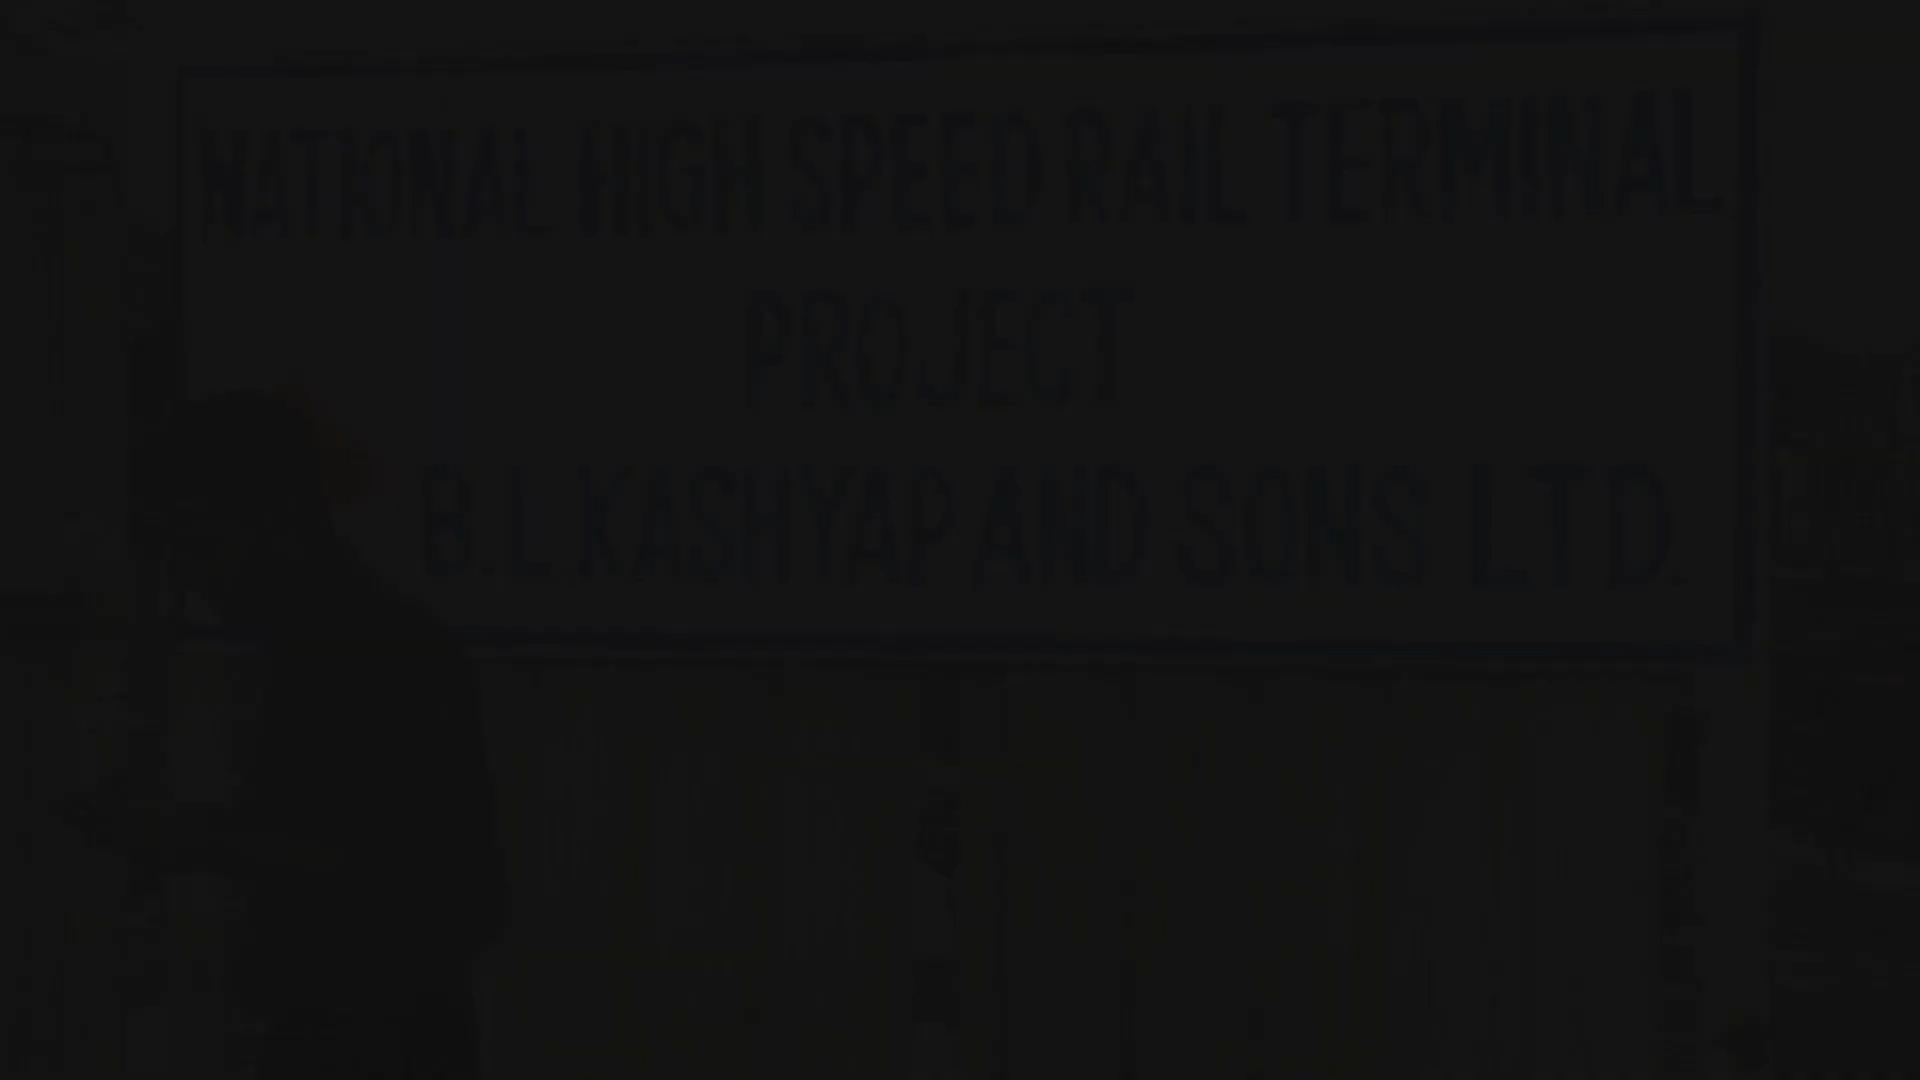 NATIONAL HIGH SPEED RAIL TERMINAL
PROJECT
B.L KASHYAP AND SONS LTD.